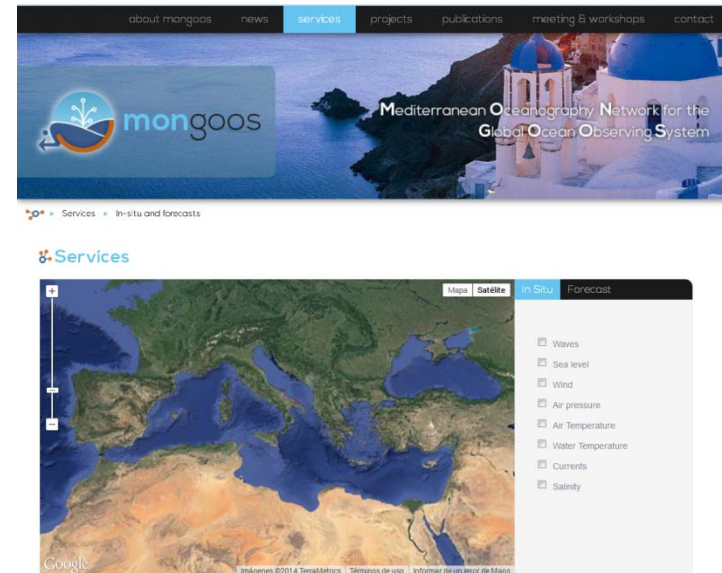 about mongoos news services projects publications meeting & workshops contact
mongoos
Mediterranean Oceanography Network for the
Global Ocean Observing System
Services In-situ and forecasts
Services
+
Mapa Satélite
In Situ Forecast
Waves
Sea level
Wind
Air pressure
Air Temperature
Water Temperature
Currents
Salinity
Google
Imágenes ©2014 TerraMetrics Términos de uso Informar de un error de Maps